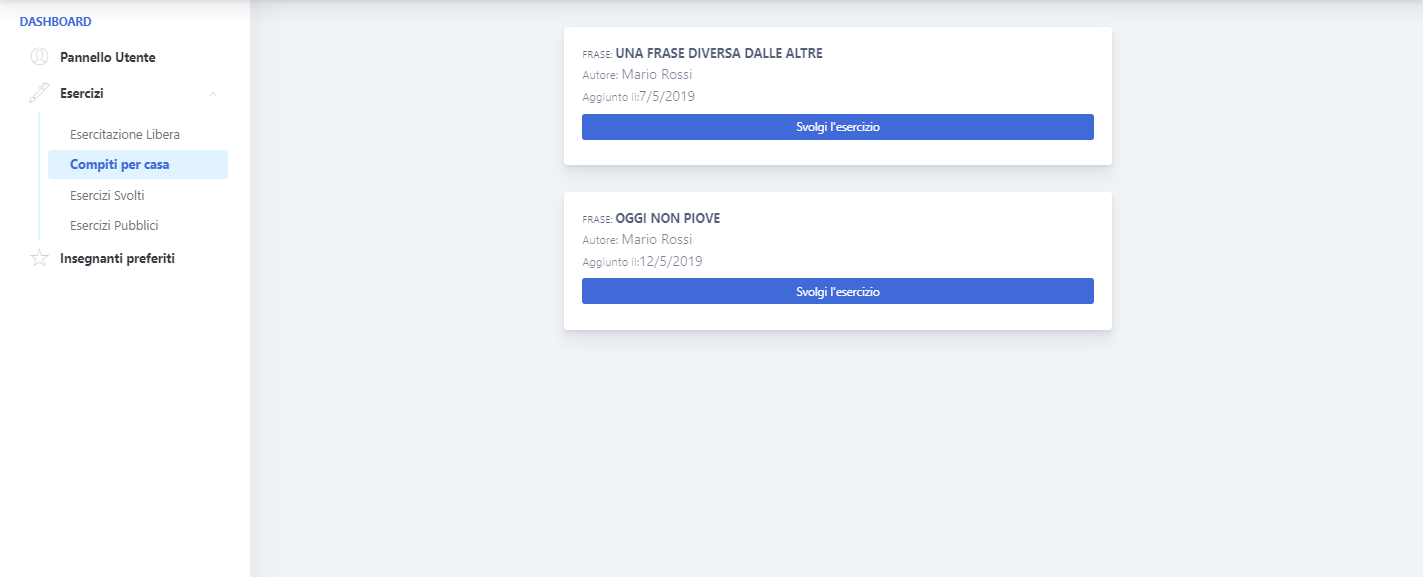 DASHBOARD
Pannello Utente
Esercizi
Esercitazione Libera
Compiti per casa
Esercizi Svolti
Esercizi Pubblici
Insegnanti preferiti
FRASE: UNA FRASE DIVERSA DALLE ALTRE
Autore: Mario Rossi
Aggiunto il:7/5/2019
Svolgi l'esercizio
FRASE: OGGI NON PIOVE
Autore: Mario Rossi
Aggiunto il:12/5/2019
Svolgi l'esercizio